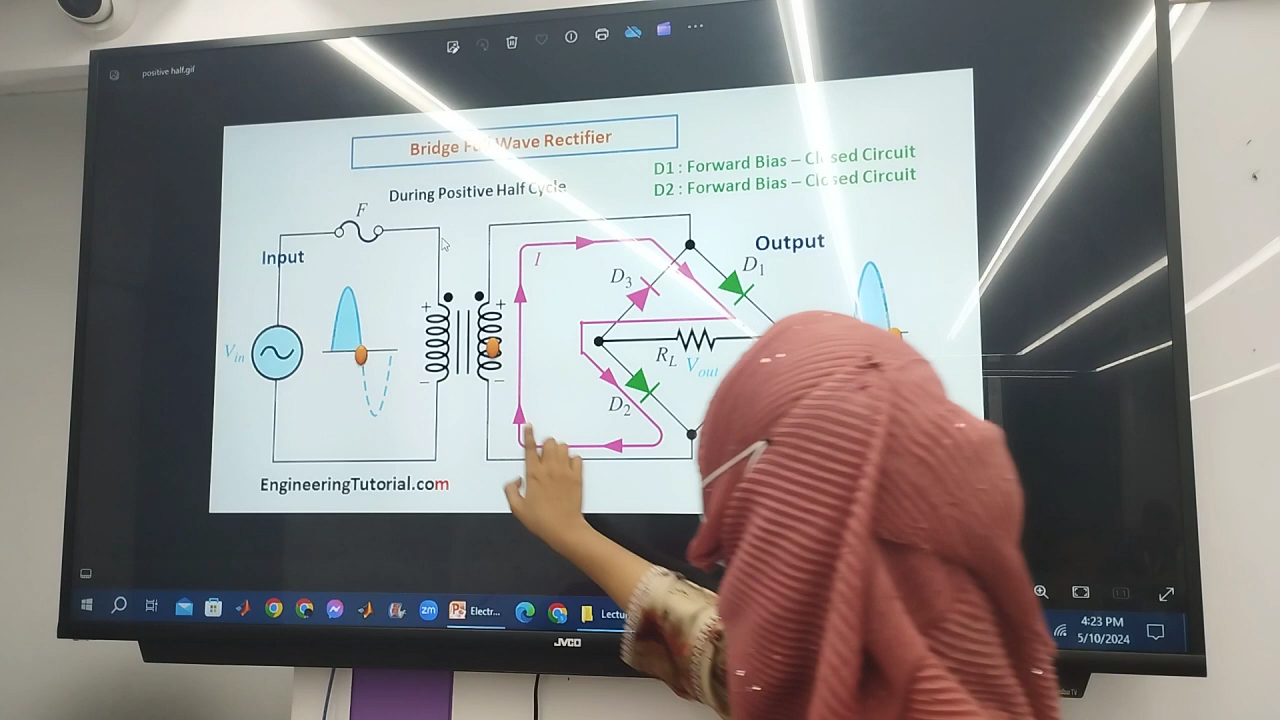 positive half.gif
Bridge Full Wave Rectifier
D1 : Forward Bias – Closed Circuit
D2 : Forward Bias – Closed Circuit
During Positive Half Cycle
F
Input
Output
I
D3
D1
+
+
Vin
RL
Vout
–
–
D2
EngineeringTutorial.com
zm
Electr...
Lectu
4:23 PM
5/10/2024
JVCO